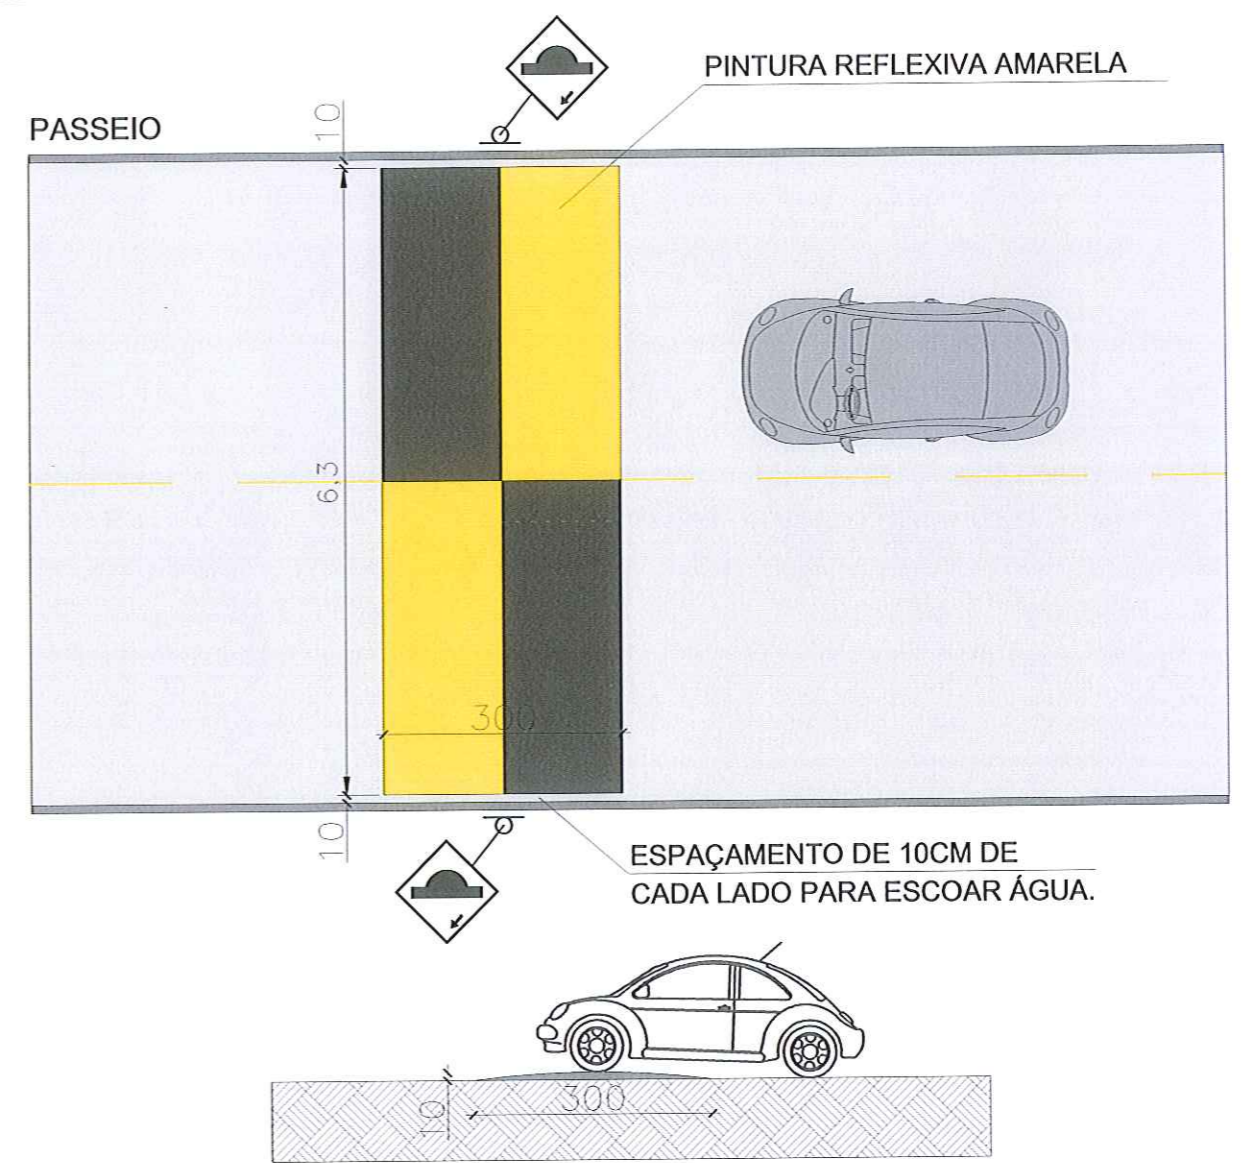 PINTURA REFLEXIVA AMARELA
PASSEIO
10
6,3
300
10
ESPAÇAMENTO DE 10CM DE
CADA LADO PARA ESCOAR ÁGUA.
10
300